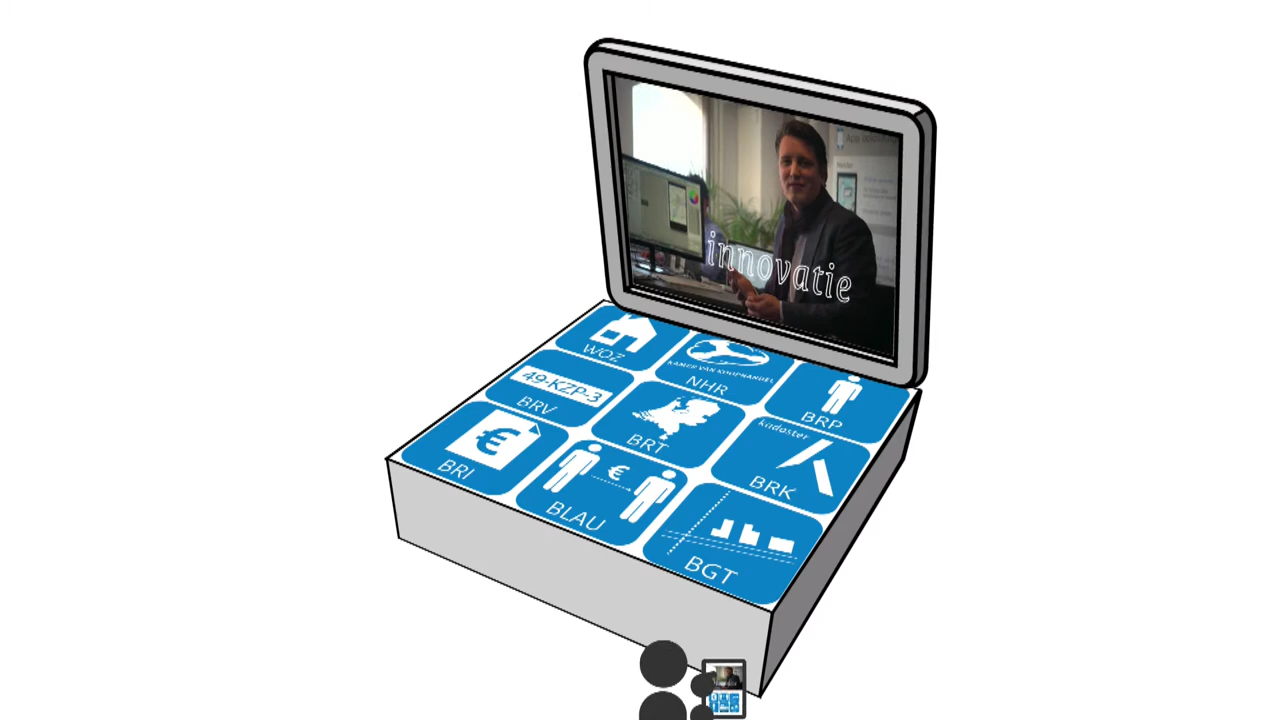 innovatie
WOZ
KAMER VAN KOOPHANDEL
NHR
BRP
49-KZP-3
BRV
BRT
kadaster
BRK
BRI
BLAU
BGT